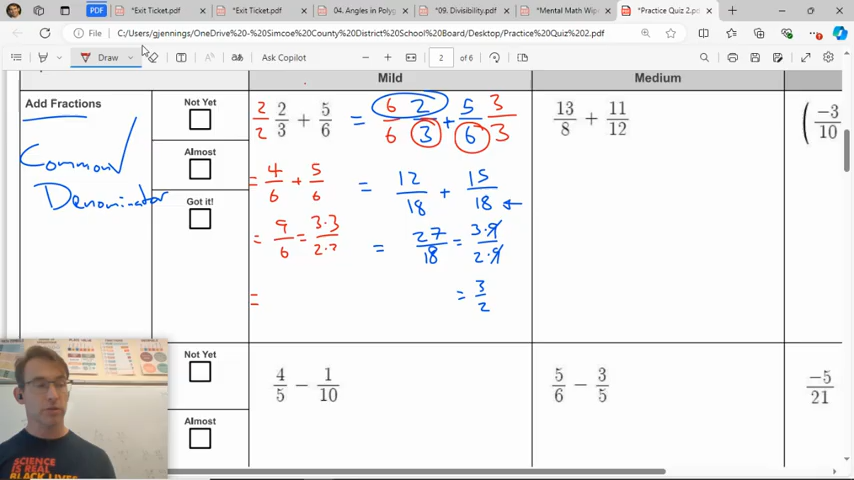 *Exit Ticket.pdf
*Exit Ticket.pdf
04. Angles in Polyg
*09. Divisibility.pdf
*Mental Math Wip
*Practice Quiz 2.pd
File C:/Users/gjennings/OneDrive%20-%20Simcoe%20County%20District%20School%20Board/Desktop/Practice%20Quiz%202.pdf
Draw
Ask Copilot
2 of 6
Mild
Medium
Add Fractions
Not Yet
Almost
Got it!
Common
Denominator
2/2 2/3 + 5/6 = 6/6 2/3 + 5/6 3/3
= 4/6 + 5/6 = 12/18 + 15/18
= 9/6 = 3·3/2·3 = 27/18 = 3·9/2·9
= = 3/2
13/8 + 11/12
(-3/10
Not Yet
Almost
4/5 - 1/10
5/6 - 3/5
-5/21
SCIENCE IS REAL
BLACK LIVES